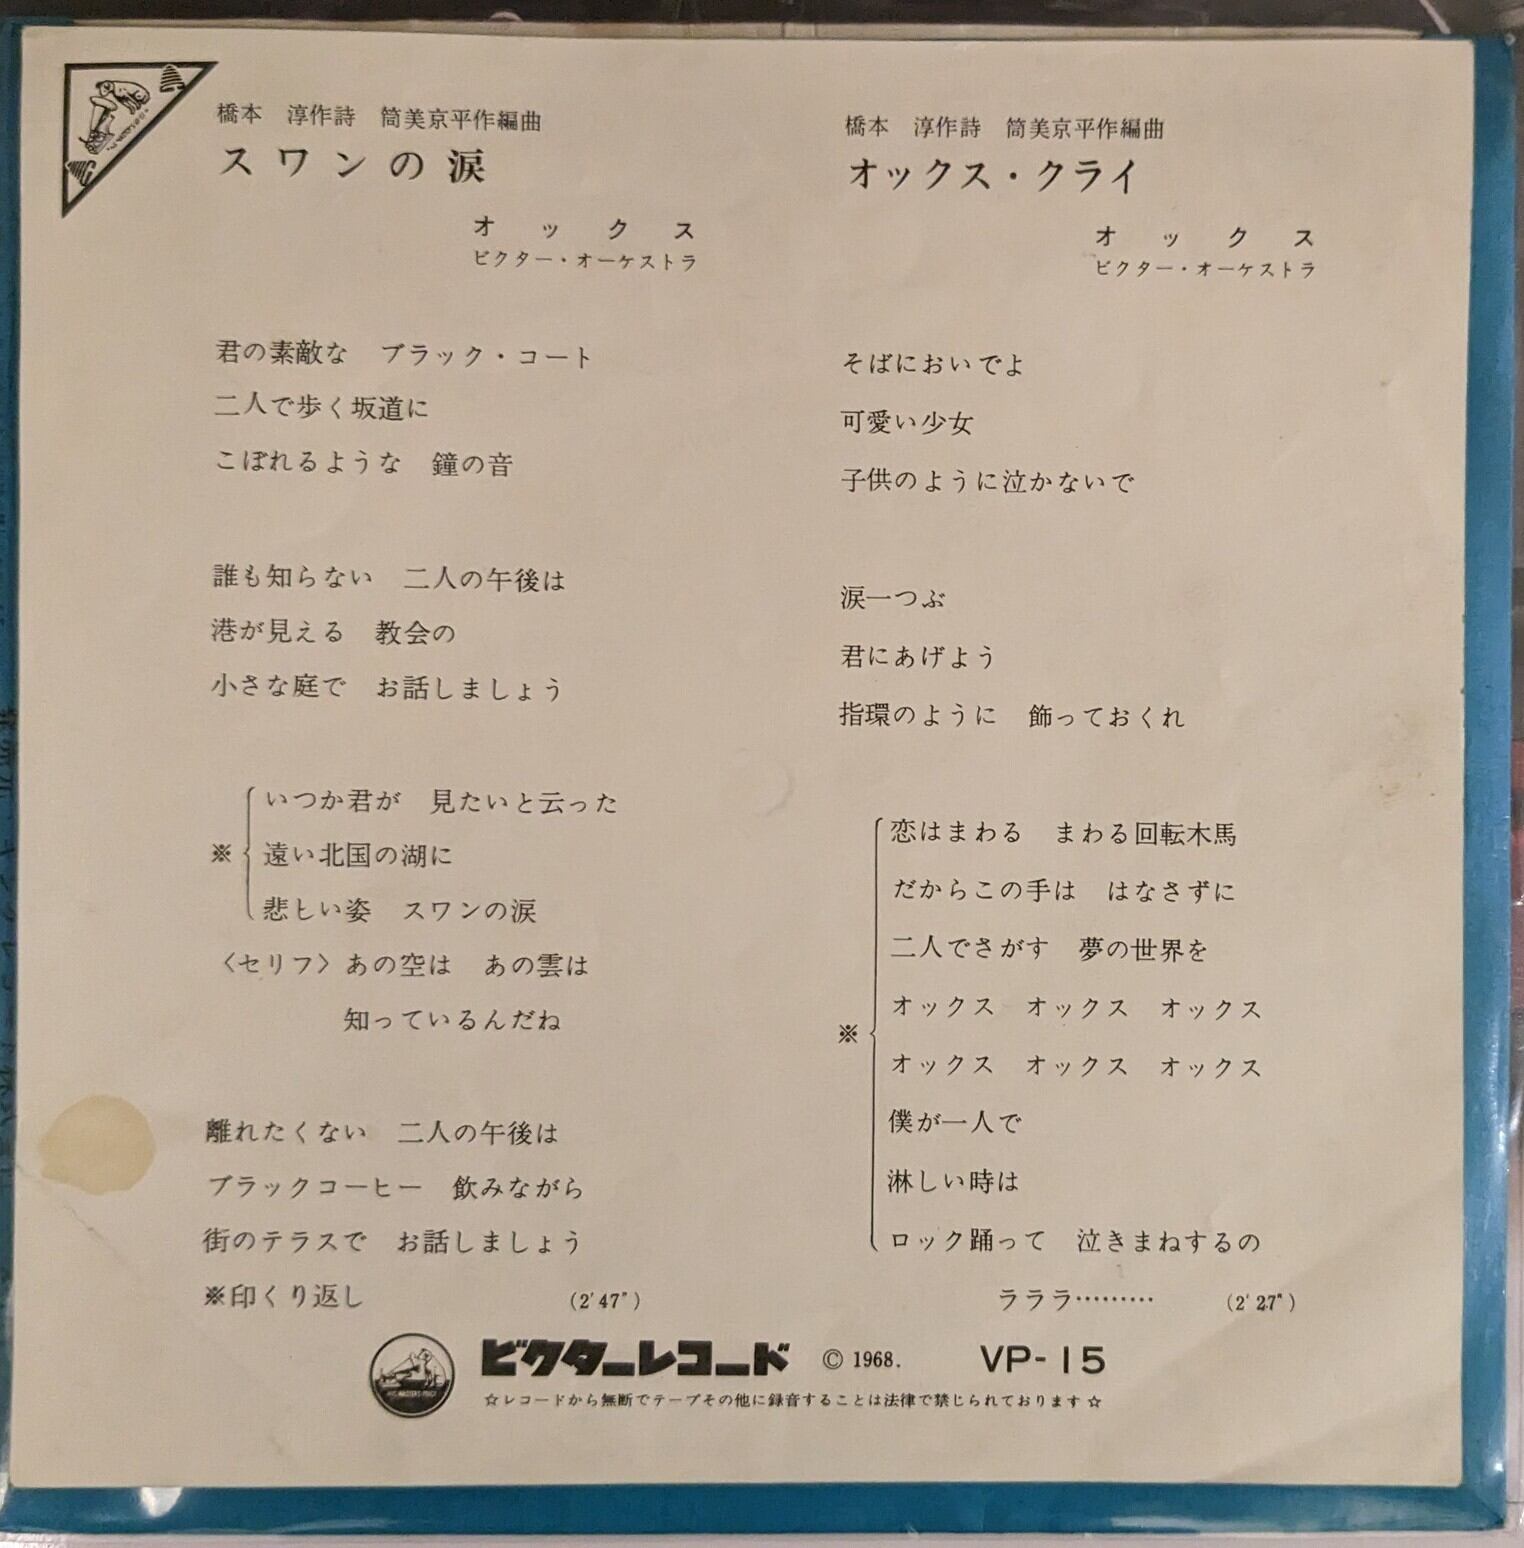 橋本　淳作詩　筒美京平作編曲
スワンの涙
オックス
ビクター・オーケストラ
君の素敵な　ブラック・コート
二人で歩く坂道に
こぼれるような　鐘の音
誰も知らない　二人の午後は
港が見える　教会の
小さな庭で　お話しましょう
※
いつか君が　見たいと云った
遠い北国の湖に
悲しい姿　スワンの涙
〈セリフ〉あの空は　あの雲は
知っているんだね
離れたくない　二人の午後は
ブラックコーヒー　飲みながら
街のテラスで　お話しましょう
※印くり返し　(2′47″)
橋本　淳作詩　筒美京平作編曲
オックス・クライ
オックス
ビクター・オーケストラ
そばにおいでよ
可愛い少女
子供のように泣かないで
涙一つぶ
君にあげよう
指環のように　飾っておくれ
※
恋はまわる　まわる回転木馬
だからこの手は　はなさずに
二人でさがす　夢の世界を
オックス　オックス　オックス
オックス　オックス　オックス
僕が一人で
淋しい時は
ロック踊って　泣きまねするの
ラララ………　(2′27″)
HIS MASTER'S VOICE
ビクターレコード　© 1968.　VP-15
☆レコードから無断でテープその他に録音することは法律で禁じられております☆